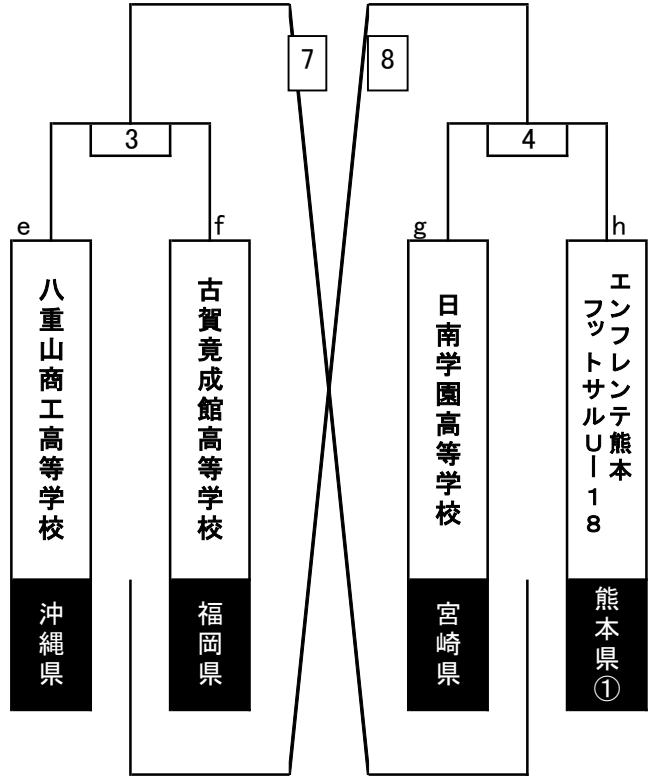 7
8
3
4
e
f
g
h
八重山商工高等学校
古賀竟成館高等学校
日南学園高等学校
エンフレンテ熊本
フットサルU－18
沖縄県
福岡県
宮崎県
熊本県①